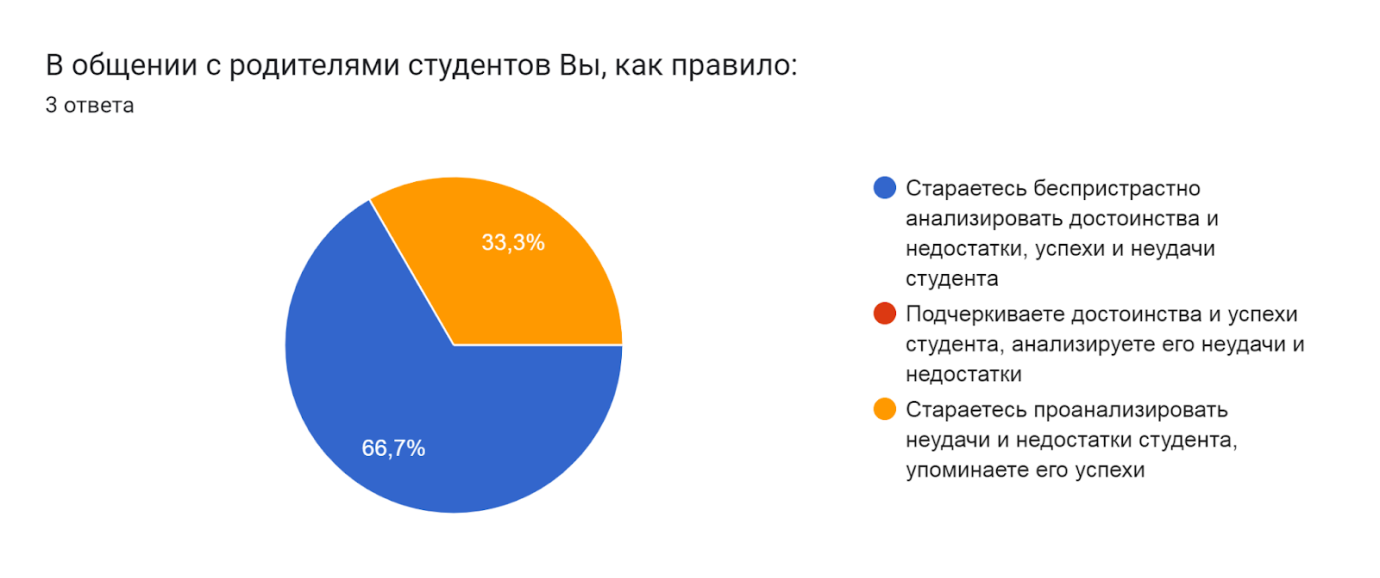 В общении с родителями студентов Вы, как правило:
3 ответа
33,3%
66,7%
Стараетесь беспристрастно
анализировать достоинства и
недостатки, успехи и неудачи
студента
Подчеркиваете достоинства и успехи
студента, анализируете его неудачи и
недостатки
Стараетесь проанализировать
неудачи и недостатки студента,
упоминаете его успехи